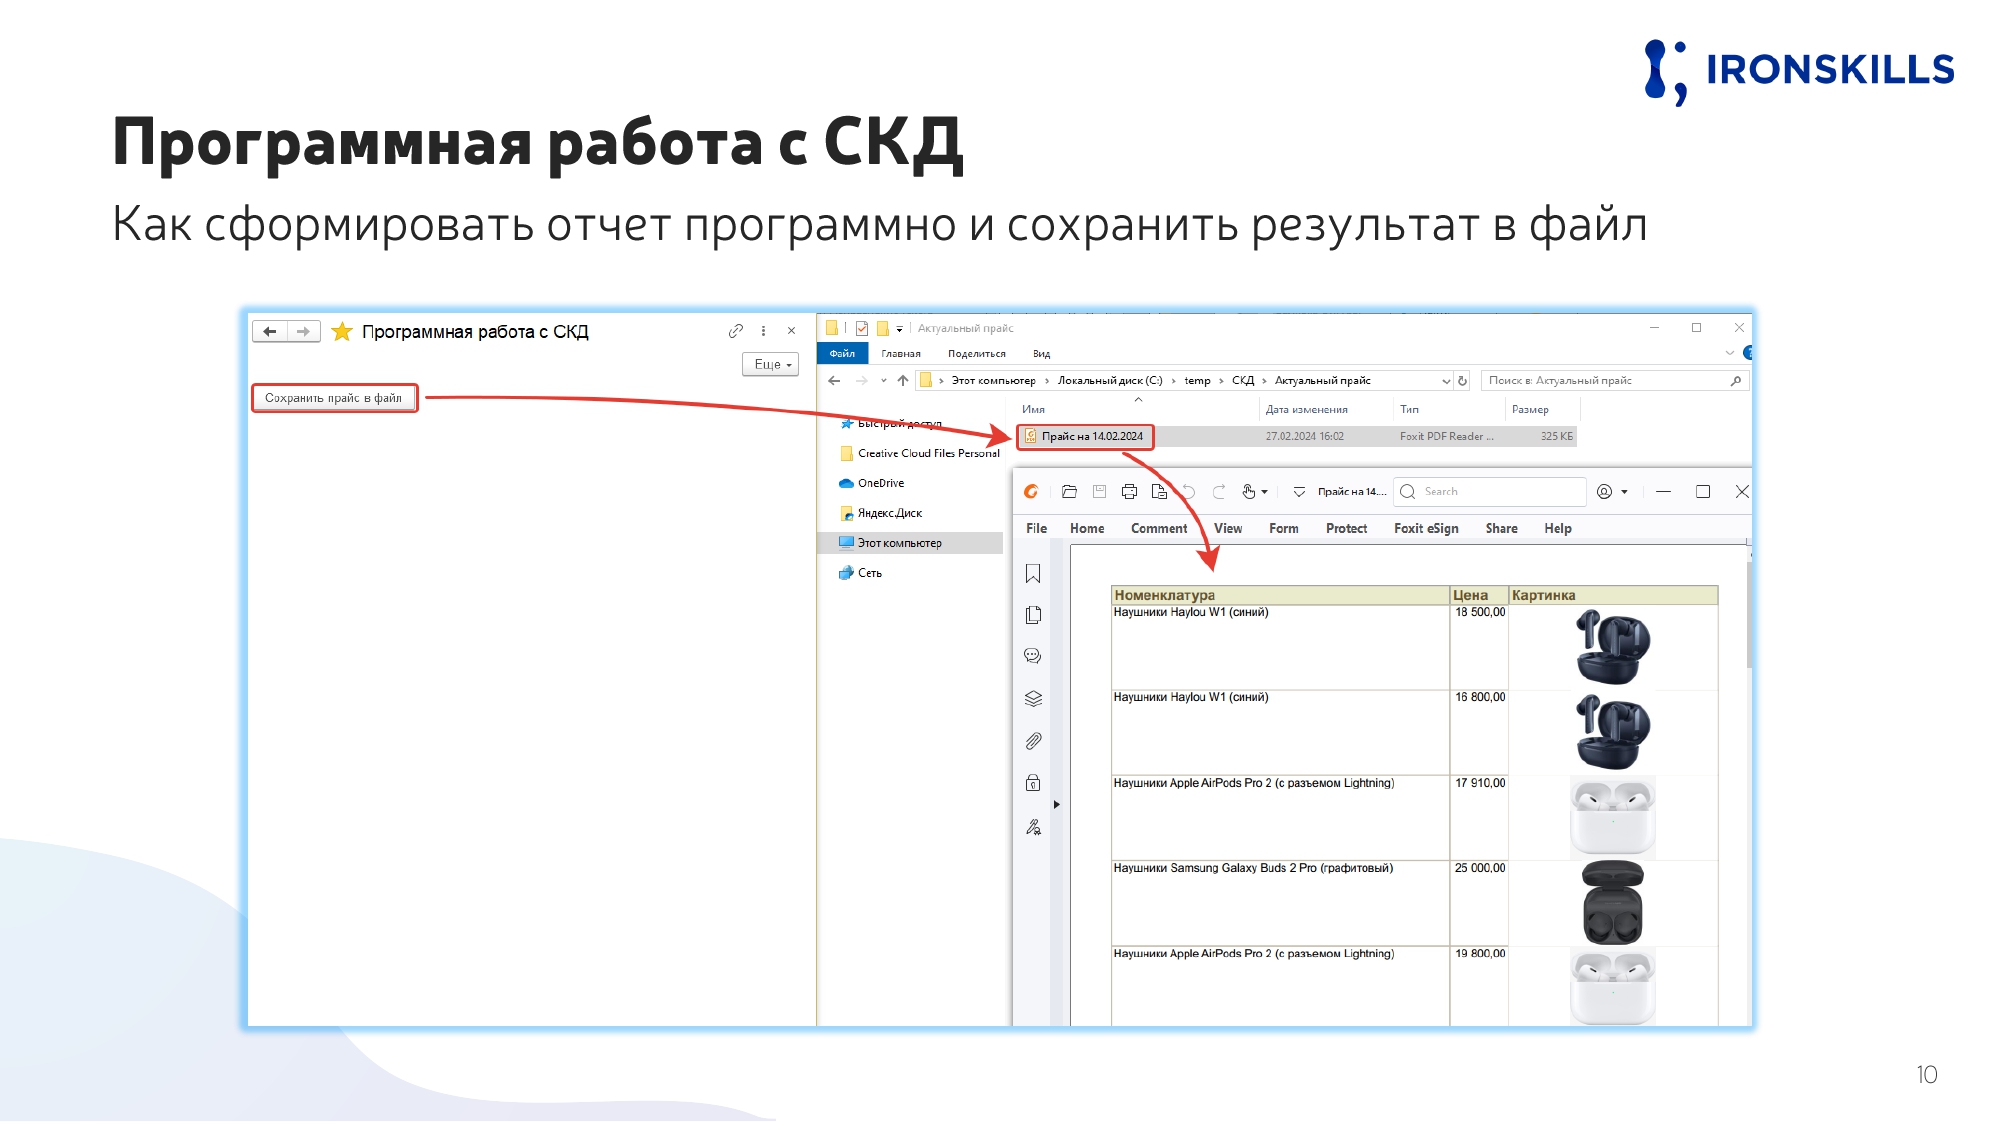 IRONSKILLS
Программная работа с СКД
Как сформировать отчет программно и сохранить результат в файл
Программная работа с СКД
Еще
Сохранить прайс в файл
Актуальный прайс
Файл Главная Поделиться Вид
Этот компьютер › Локальный диск (C:) › temp › СКД › Актуальный прайс
Поиск в: Актуальный прайс
Имя Дата изменения Тип Размер
Прайс на 14.02.2024 27.02.2024 16:02 Foxit PDF Reader ... 325 КБ
Быстрый доступ
Creative Cloud Files Personal
OneDrive
Яндекс.Диск
Этот компьютер
Сеть
Прайс на 14.... Search
File Home Comment View Form Protect Foxit eSign Share Help
Номенклатура Цена Картинка
Наушники Haylou W1 (синий) 18 500,00
Наушники Haylou W1 (синий) 16 800,00
Наушники Apple AirPods Pro 2 (с разъемом Lightning) 17 910,00
Наушники Samsung Galaxy Buds 2 Pro (графитовый) 25 000,00
Наушники Apple AirPods Pro 2 (с разъемом Lightning) 19 800,00
10